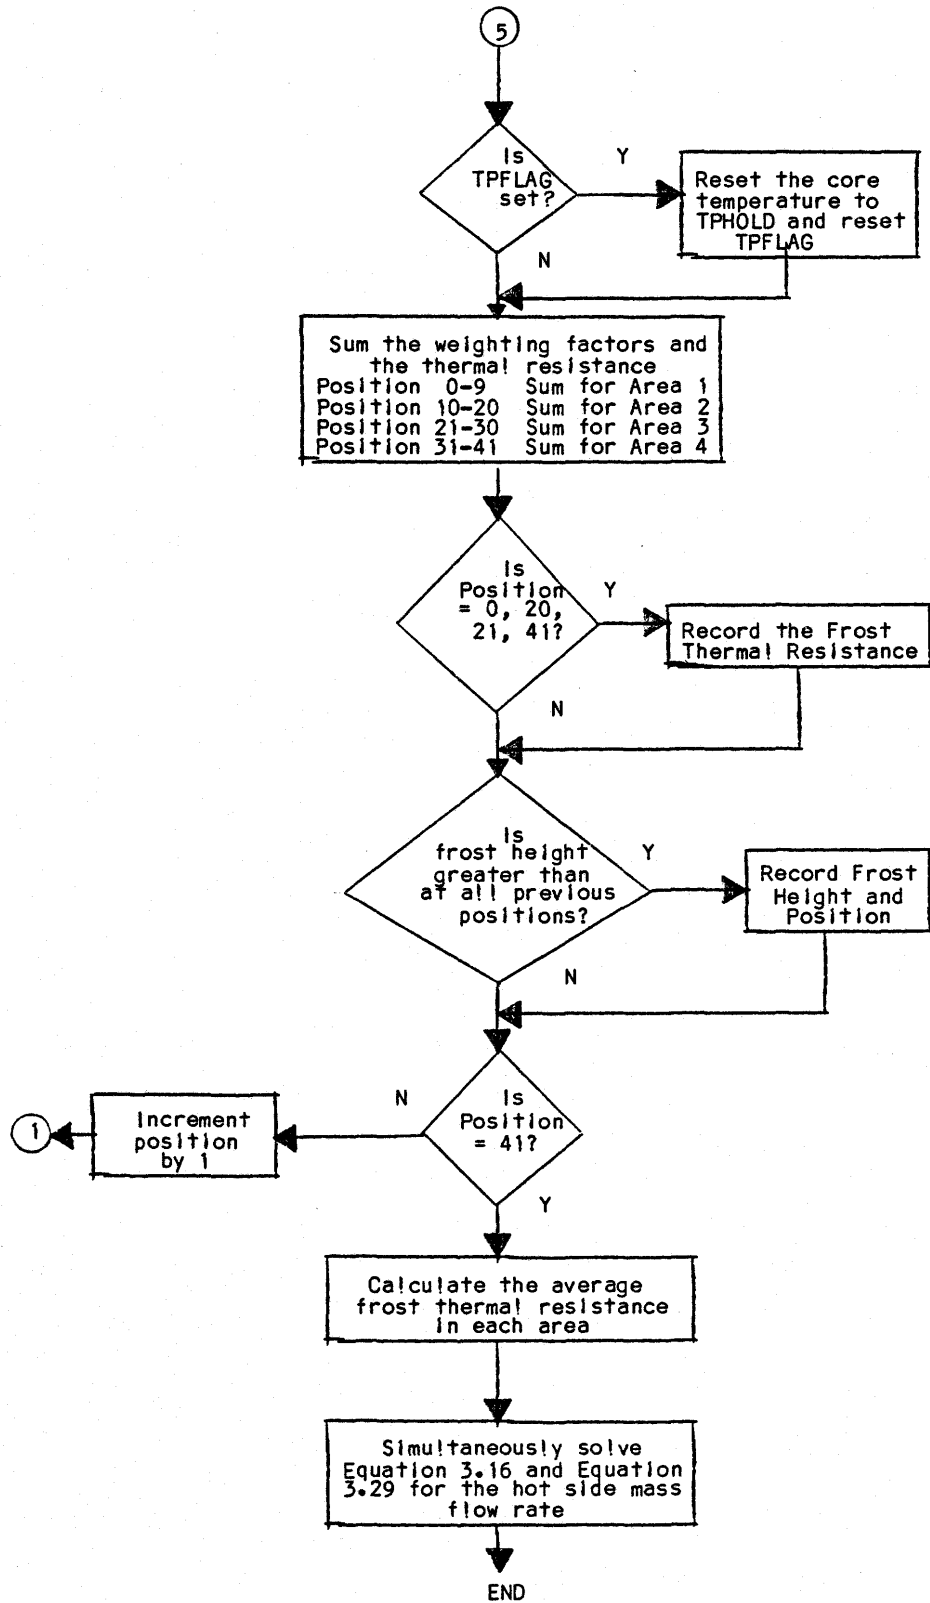 5
Is
TPFLAG
set?
Y
Reset the core
temperature to
TPHOLD and reset
TPFLAG
N
Sum the weighting factors and
the thermal resistance
Position 0-9 Sum for Area 1
Position 10-20 Sum for Area 2
Position 21-30 Sum for Area 3
Position 31-41 Sum for Area 4
Is
Position
= 0, 20,
21, 41?
Y
Record the Frost
Thermal Resistance
N
Is
frost height
greater than
at all previous
positions?
Y
Record Frost
Height and
Position
N
Is
Position
= 41?
N
Increment
position
by 1
1
Y
Calculate the average
frost thermal resistance
in each area
Simultaneously solve
Equation 3.16 and Equation
3.29 for the hot side mass
flow rate
END